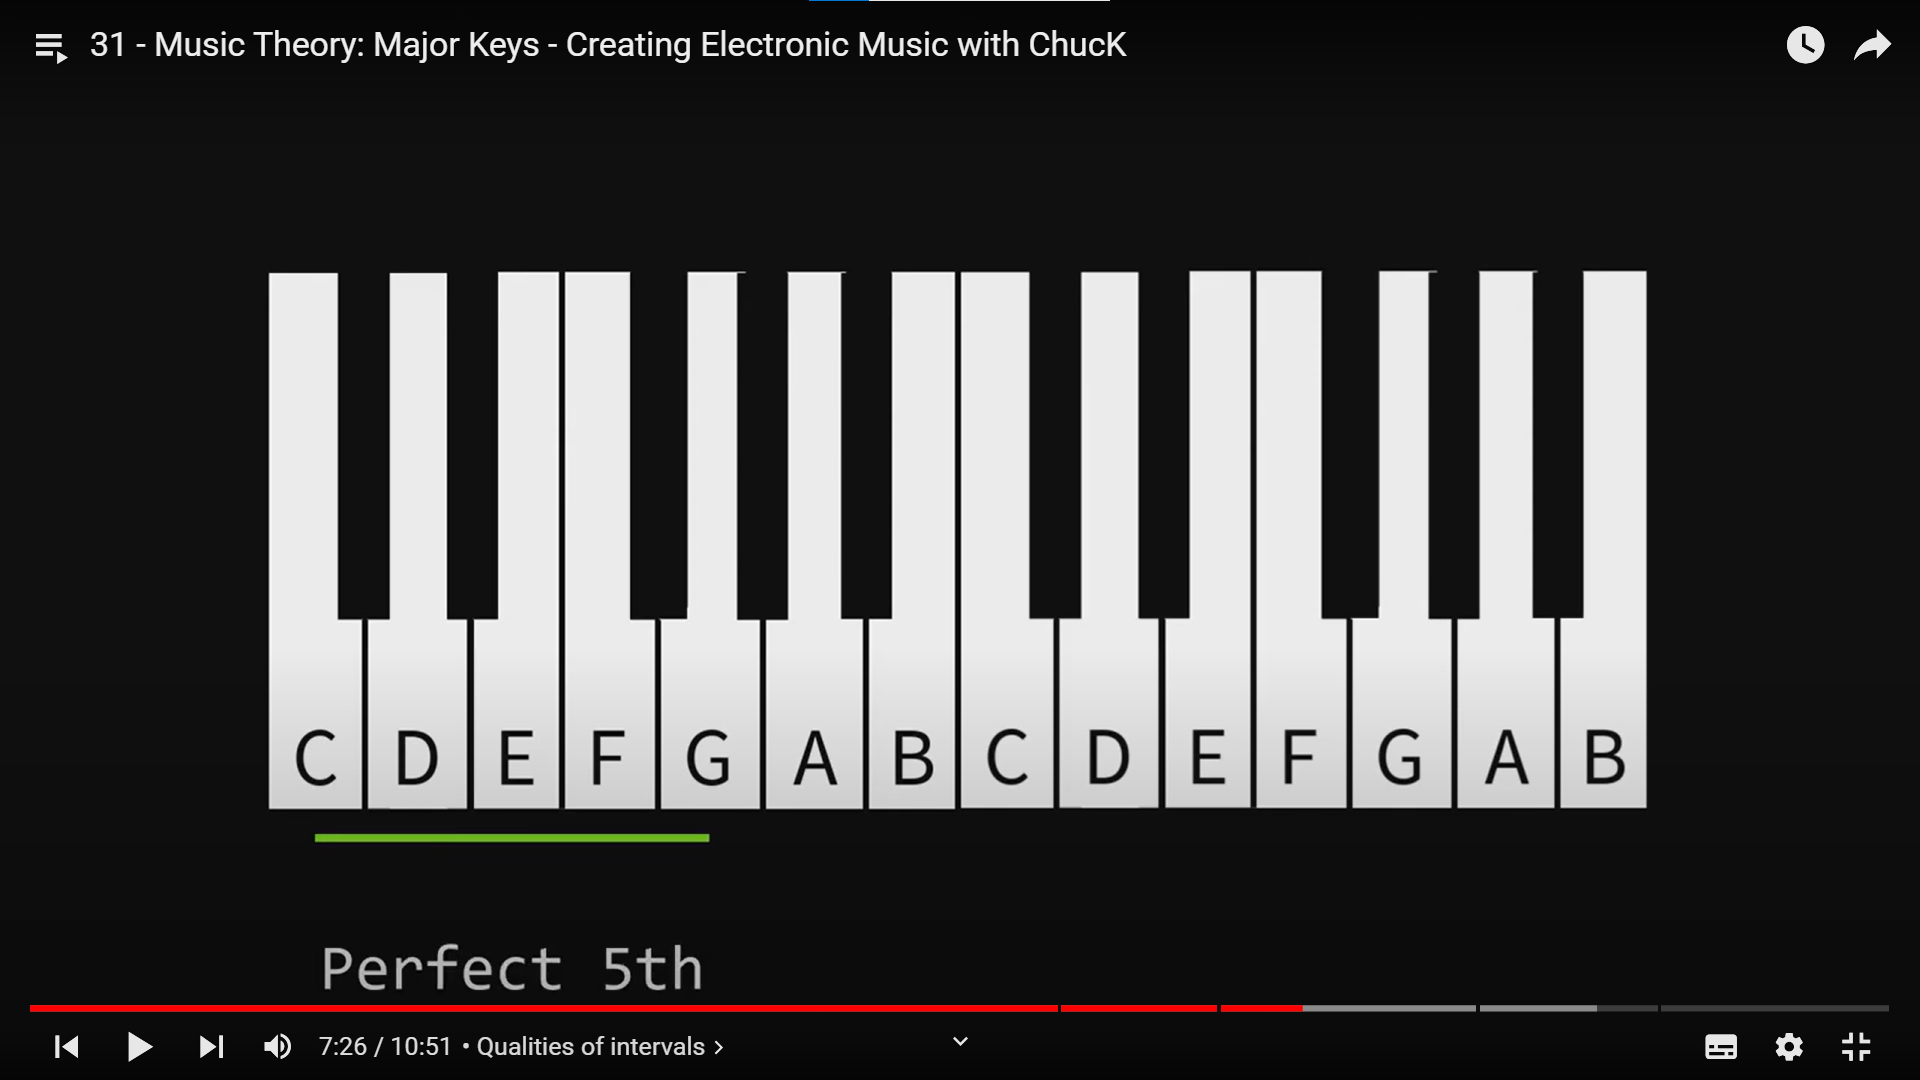 31 - Music Theory: Major Keys - Creating Electronic Music with ChucK
C D E F G A B C D E F G A B
Perfect 5th
7:26 / 10:51 • Qualities of intervals >